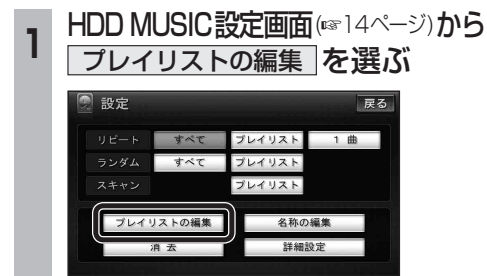 1
HDD MUSIC設定画面(☞14ページ)から
プレイリストの編集 を選ぶ
設定 戻る
リピート すべて プレイリスト 1 曲
ランダム すべて プレイリスト
スキャン プレイリスト
プレイリストの編集 名称の編集
消 去 詳細設定